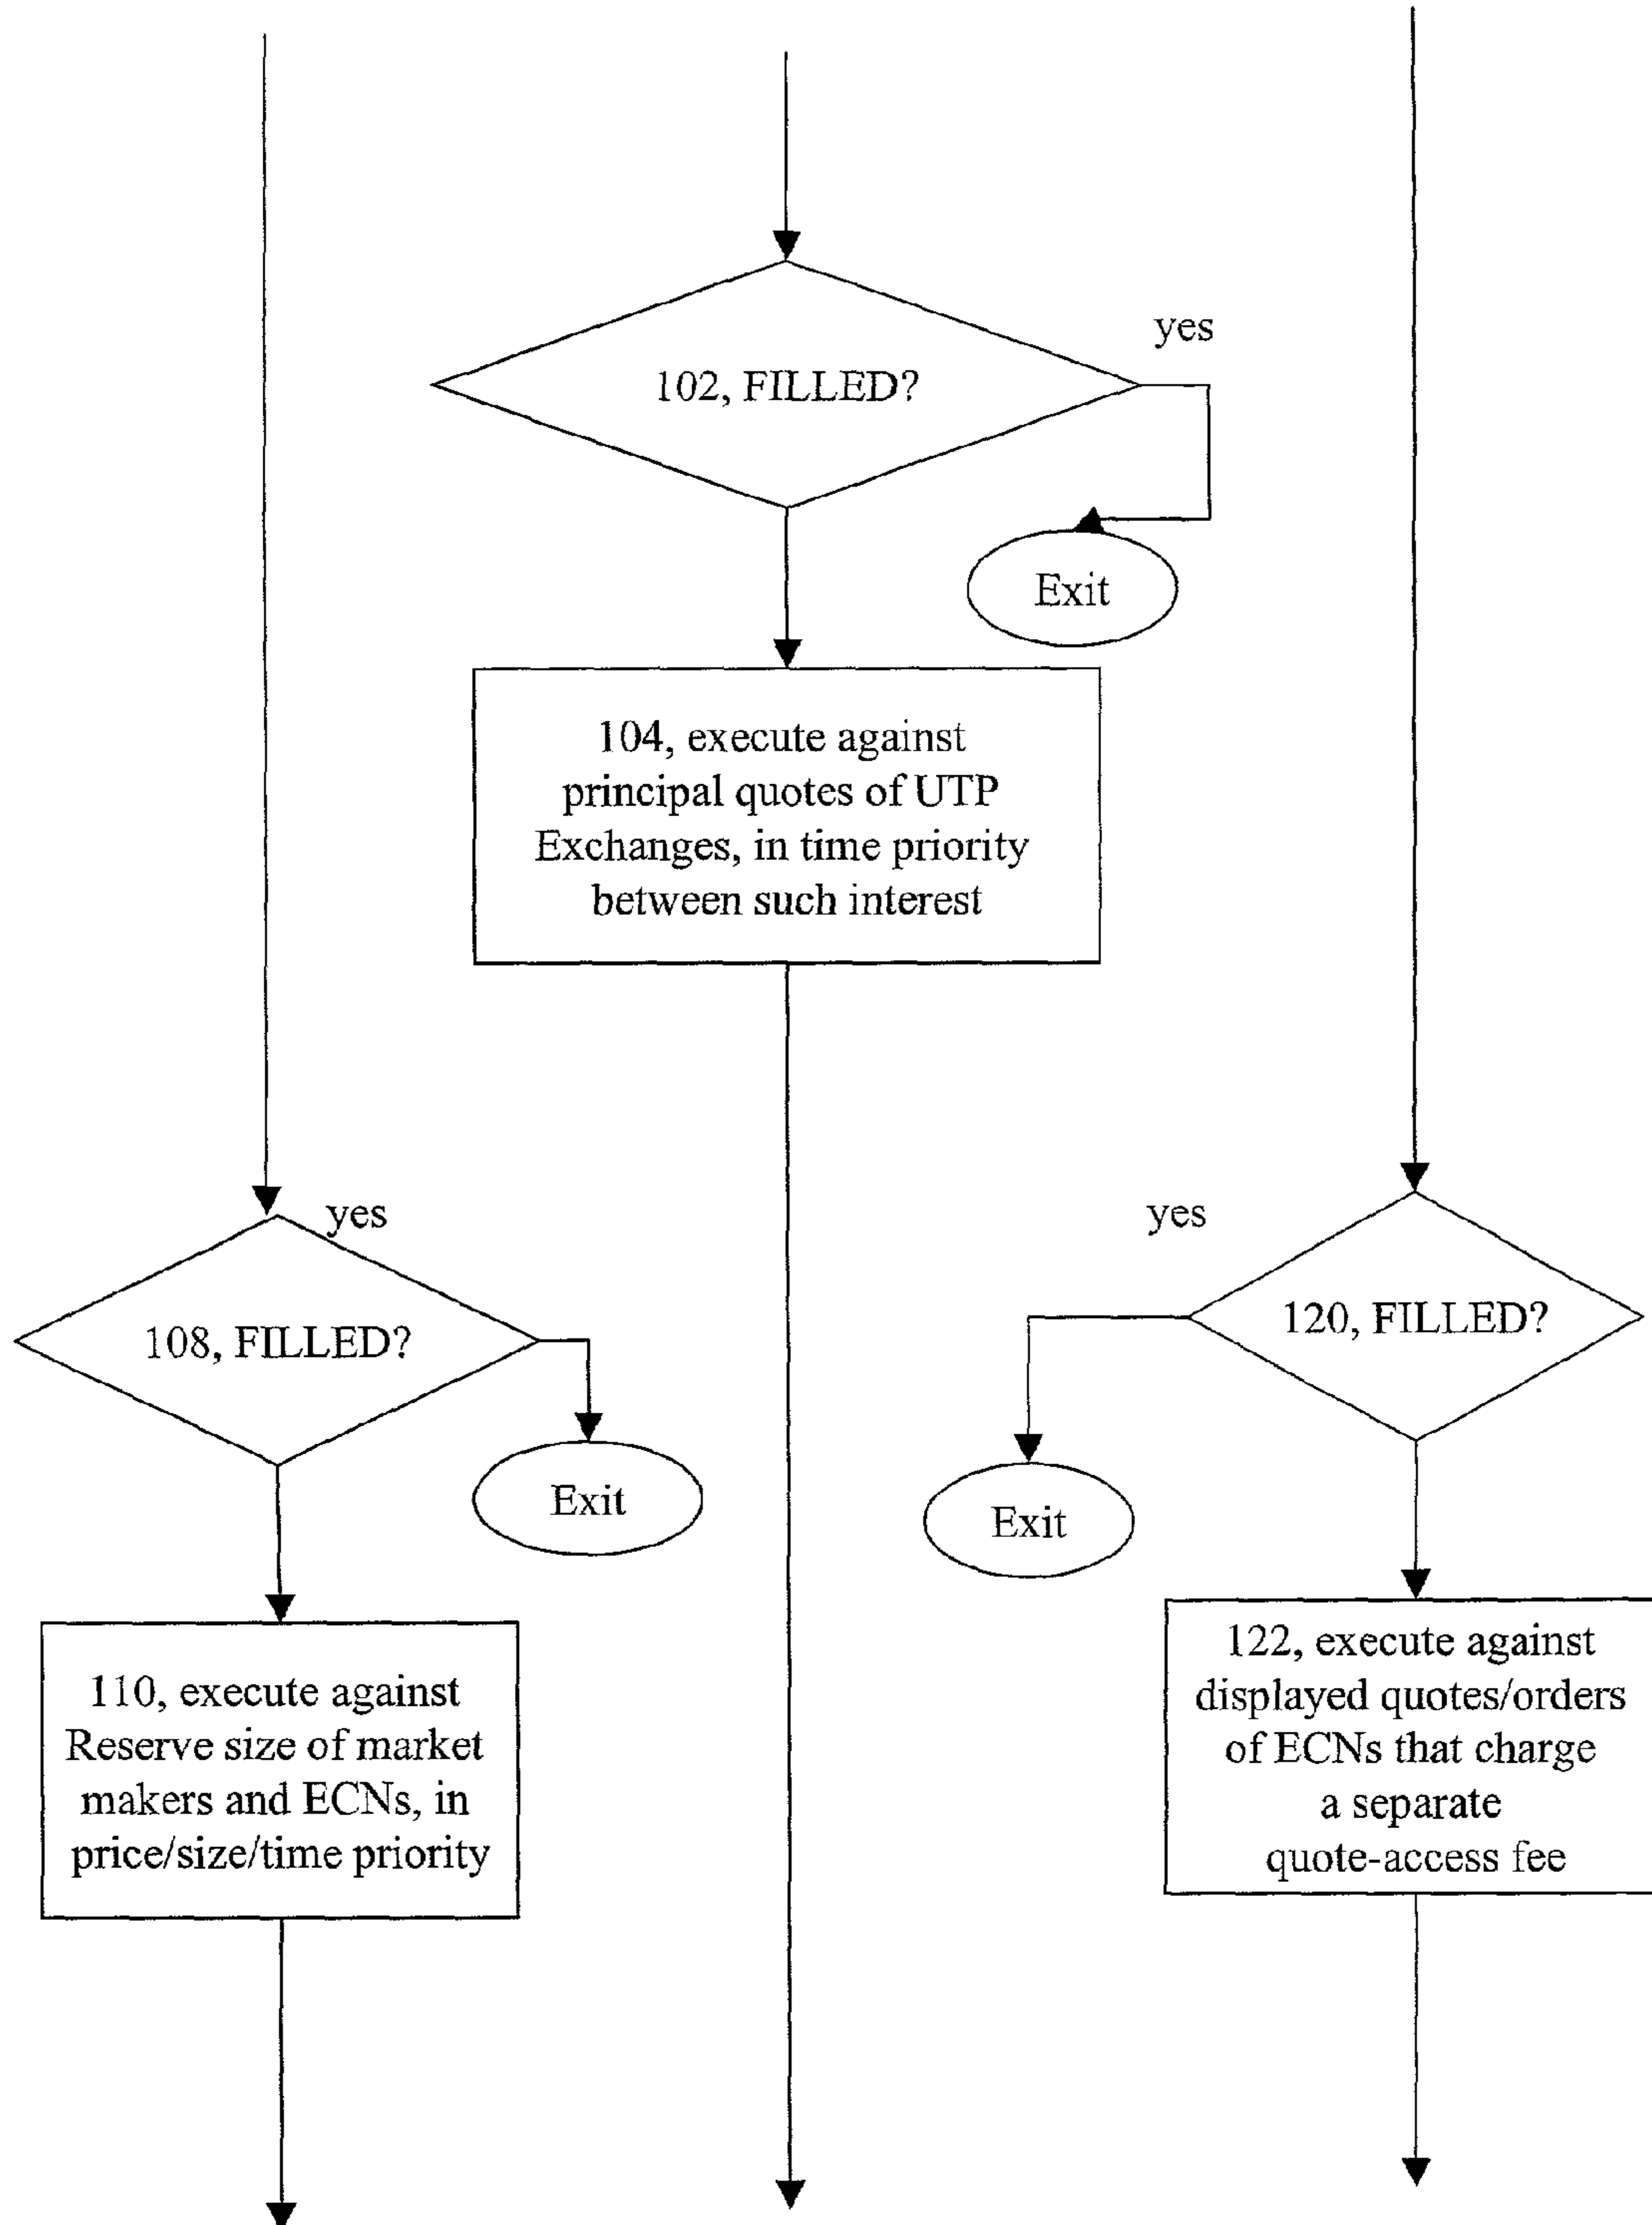 yes
102, FILLED?
Exit
104, execute against
principal quotes of UTP
Exchanges, in time priority
between such interest
yes
108, FILLED?
Exit
110, execute against
Reserve size of market
makers and ECNs, in
price/size/time priority
yes
120, FILLED?
Exit
122, execute against
displayed quotes/orders
of ECNs that charge
a separate
quote-access fee